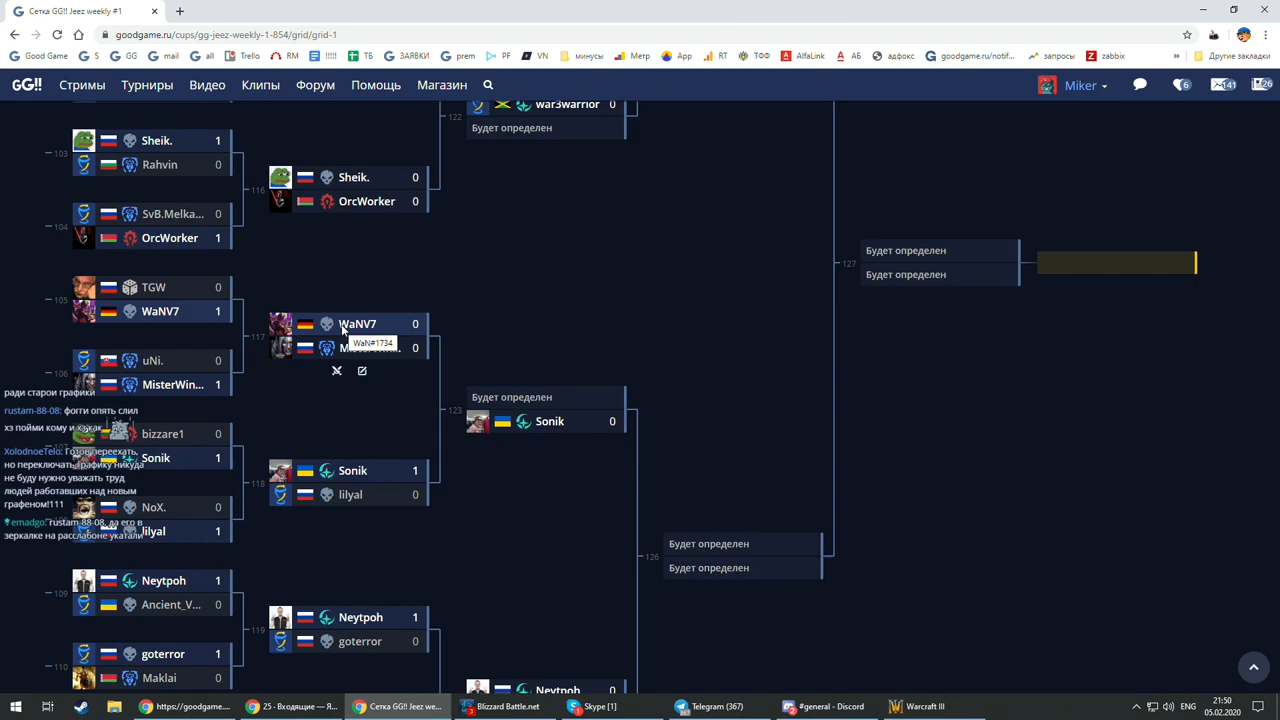 Сетка GG!! Jeez weekly #1
goodgame.ru/cups/gg-jeez-weekly-1-854/grid/grid-1
Good Game S GG mail all Trello RM !!!!! ТБ ЗАЯВКИ prem PF VN минусы Метр App RT ТФФ AlfaLink АБ адфокс goodgame.ru/notif... запросы zabbix » Другие закладки
GG!! Стримы Турниры Видео Клипы Форум Помощь Магазин Miker 6 141 26
war3warrior 0
122
Будет определен
Sheik. 1
103
Rahvin 0
Sheik. 0
116
OrcWorker 0
SvB.Melka... 0
104
OrcWorker 1
Будет определен
127
Будет определен
TGW 0
105
WaNV7 1
WaNV7 0
117
WaN#1734
0
uNi. 0
106
MisterWin... 1
Будет определен
123
Sonik 0
ради старой графики
rustam-88-08: фогги опять слил
хз пойми кому и как
bizzare1 0
Sonik 1
XolodnoeTelo: Готов переехать,
но переключать графику никуда
не буду нужно уважать труд
людей работавших над новым
графеном!111
emadgo: rustam-88-08, да его в
зеркалке на расслабоне укатали
Sonik 1
118
lilyal 0
NoX. 0
lilyal 1
Будет определен
126
Будет определен
Neytpoh 1
109
Ancient_V... 0
Neytpoh 1
119
goterror 0
goterror 1
110
Maklai 0
Neytpoh 0
https://goodgame.... 25 - Входящие — Я... Сетка GG!! Jeez we... Blizzard Battle.net Skype [1] Telegram (367) #general - Discord Warcraft III ENG
21:50
05.02.2020